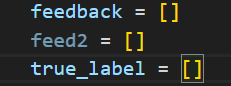 feedback = []
feed2 = []
true_label = []